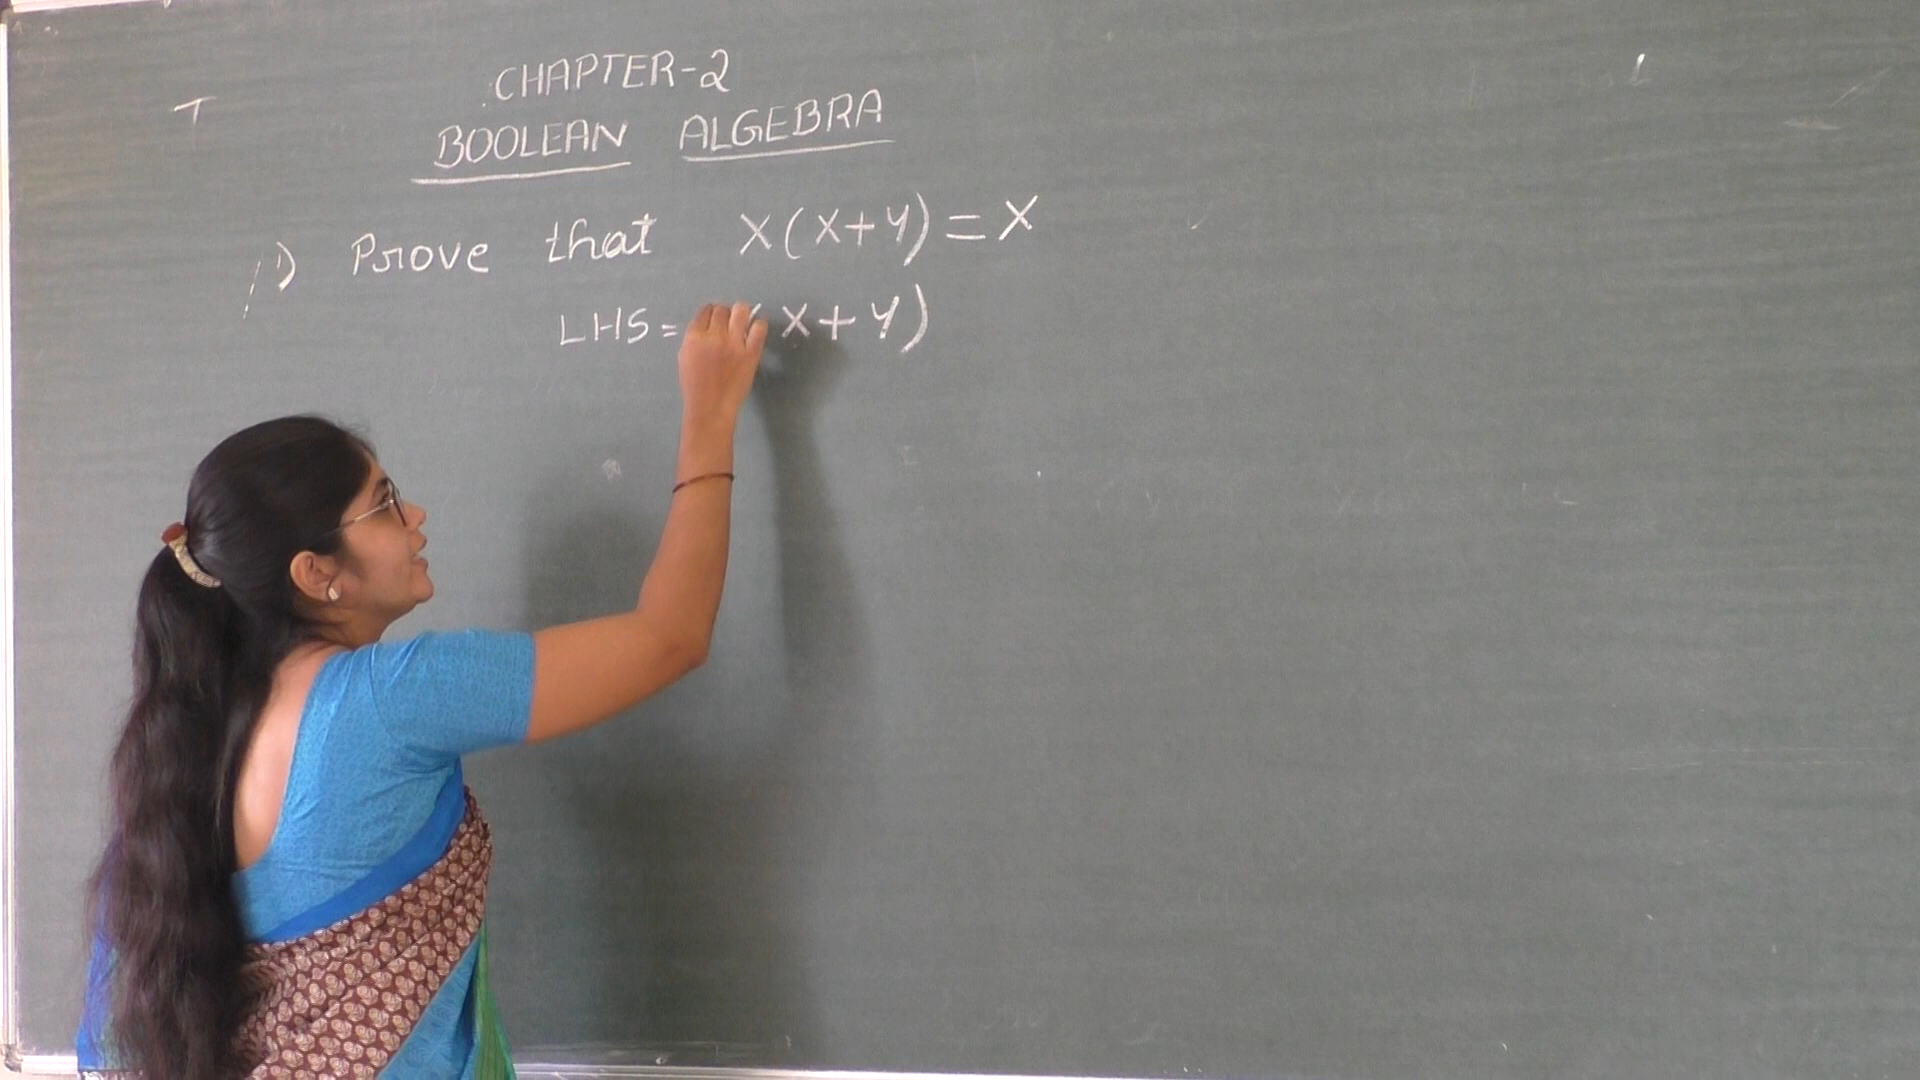 T
CHAPTER-2
BOOLEAN ALGEBRA
1) Prove that X(X+Y)=X
LHS = (X+Y)